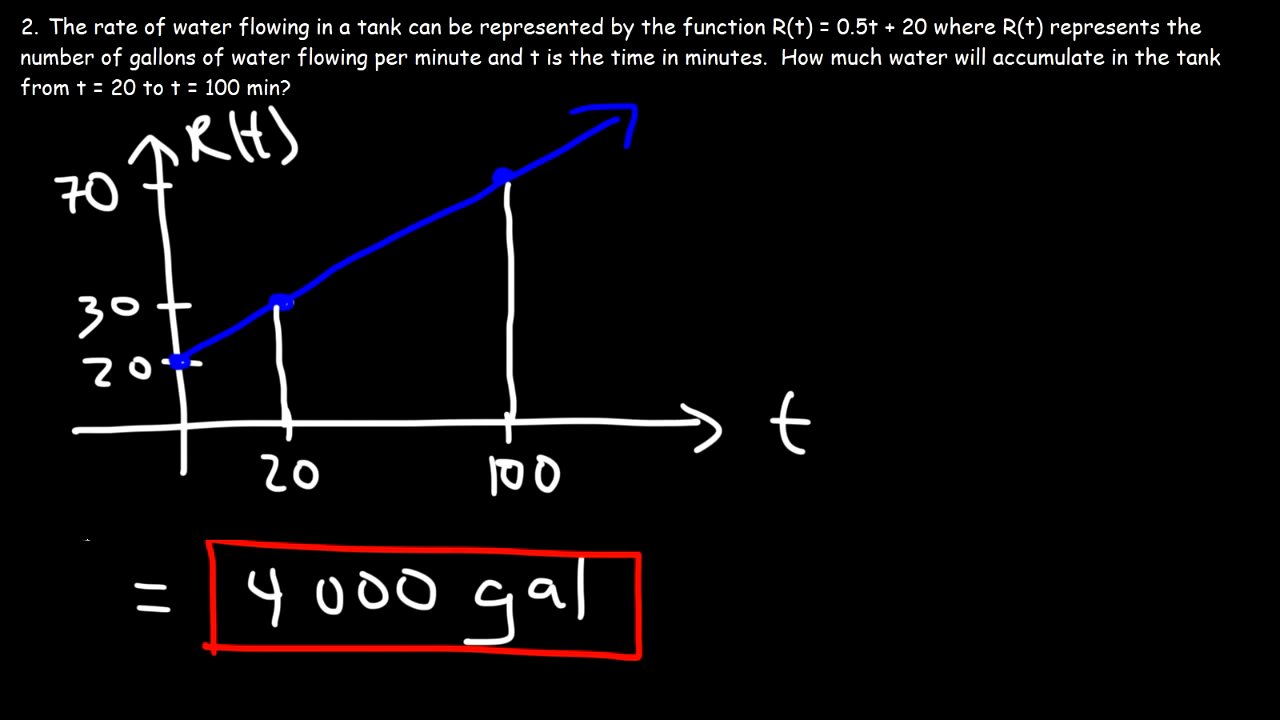 2. The rate of water flowing in a tank can be represented by the function R(t) = 0.5t + 20 where R(t) represents the
number of gallons of water flowing per minute and t is the time in minutes. How much water will accumulate in the tank
from t = 20 to t = 100 min?
R(t)
70
30
20
t
20 100
= 4000 gal